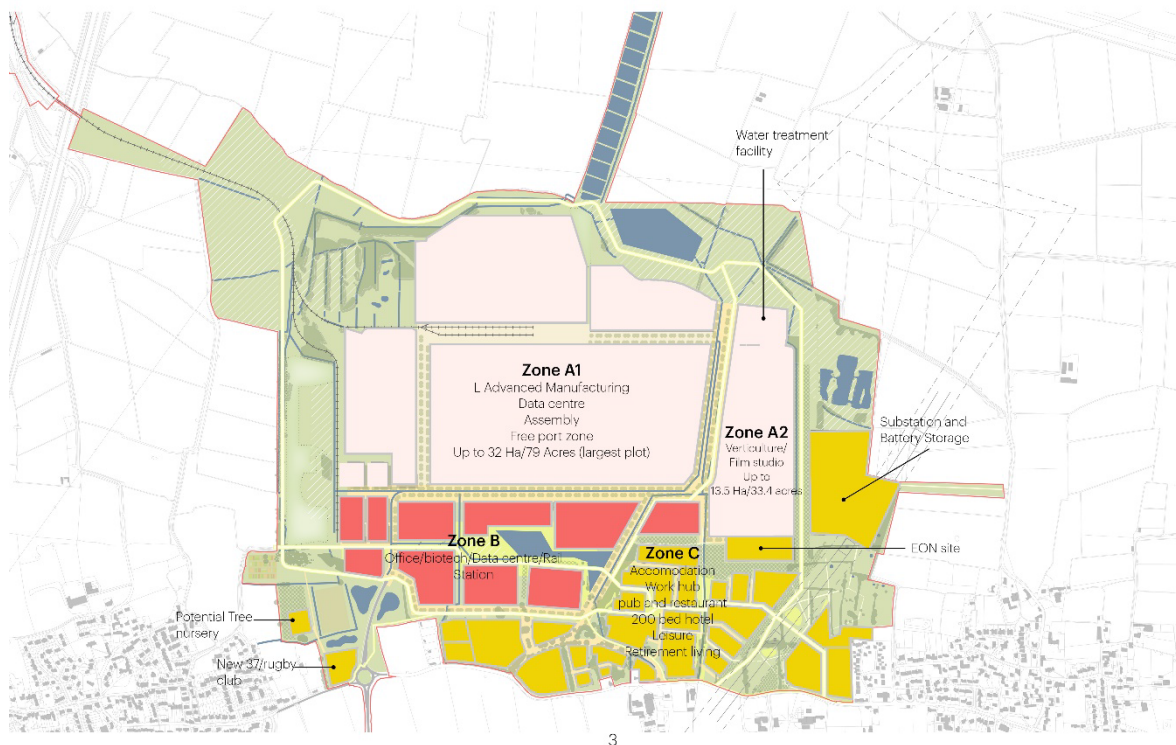 Water treatment
facility
Zone A1
L Advanced Manufacturing
Data centre
Assembly
Free port zone
Up to 32 Ha/79 Acres (largest plot)
Zone A2
Verticulture/
Film studio
Up to
13.5 Ha/33.4 acres
Substation and
Battery Storage
EON site
Zone B
Office/biotech/Data centre/Rail
Station
Zone C
Accomodation
Work hub
pub and restaurant
200 bed hotel
Leisure
Retirement living
Potential Tree
nursery
New 37/rugby
club
3